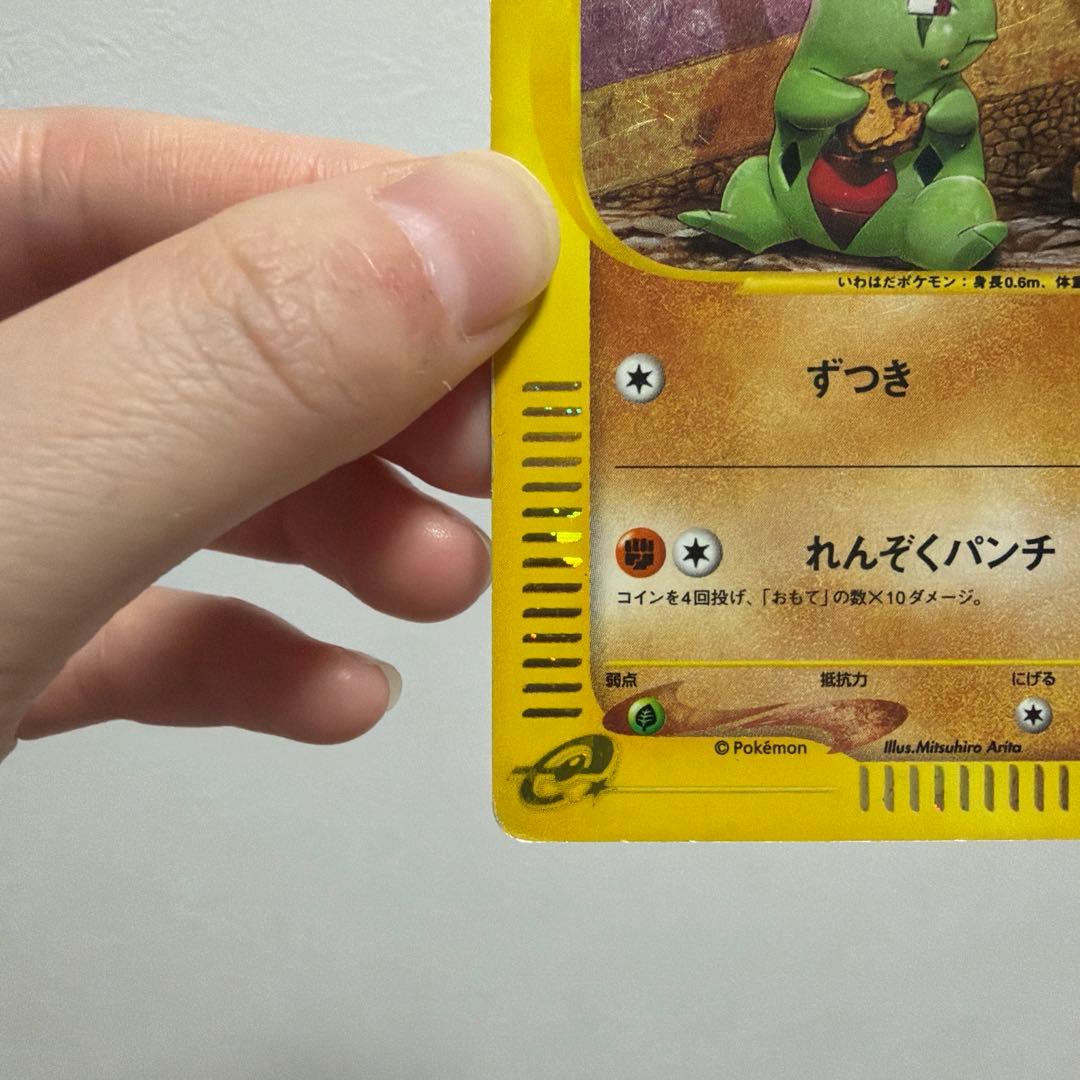 いわはだポケモン：身長0.6m、体重
ずつき
れんぞくパンチ
コインを4回投げ、「おもて」の数×10ダメージ。
弱点 抵抗力 にげる
©Pokémon Illus.Mitsuhiro Arita
e